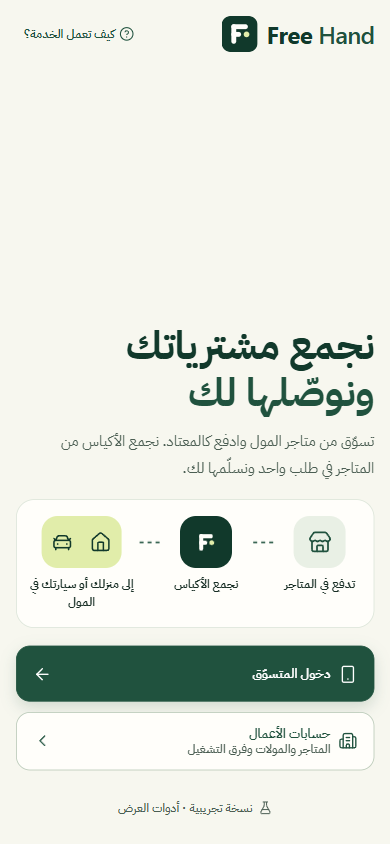 Free Hand
كيف تعمل الخدمة؟
نجمع مشترياتك
ونوصّلها لك
تسوّق من متاجر المول وادفع كالمعتاد. نجمع الأكياس من
المتاجر في طلب واحد ونسلّمها لك.
تدفع في المتاجر
نجمع الأكياس
إلى منزلك أو سيارتك في
المول
دخول المتسوّق
حسابات الأعمال
المتاجر والمولات وفرق التشغيل
نسخة تجريبية · أدوات العرض